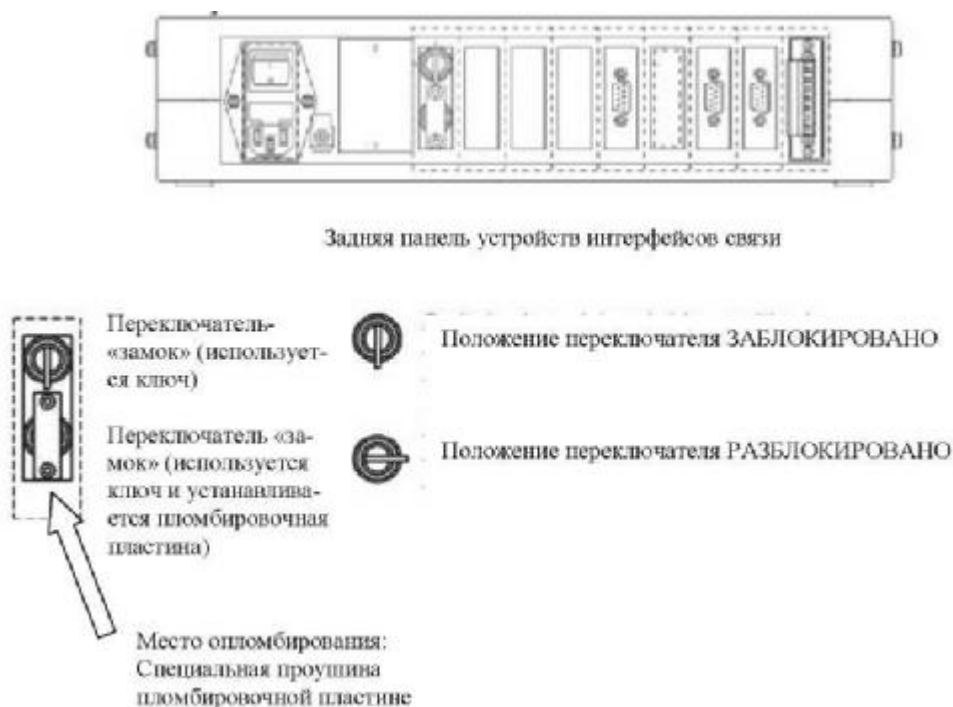 Задняя панель устройств интерфейсов связи
Переключатель-
«замок» (использует-
ся ключ)
Положение переключателя ЗАБЛОКИРОВАНО
Переключатель «за-
мок» (используется
ключ и устанавлива-
ется пломбировочная
пластина)
Положение переключателя РАЗБЛОКИРОВАНО
Место опломбирования:
Специальная проушина
пломбировочной пластине